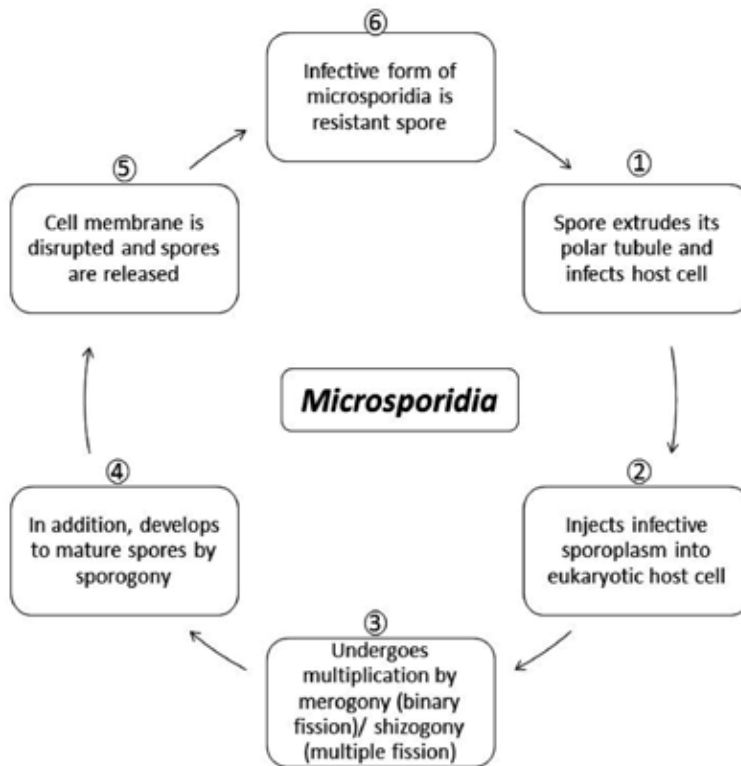 ⑥
Infective form of
microsporidia is
resistant spore
①
Spore extrudes its
polar tubule and
infects host cell
②
Injects infective
sporoplasm into
eukaryotic host cell
③
Undergoes
multiplication by
merogony (binary
fission)/ shizogony
(multiple fission)
④
In addition, develops
to mature spores by
sporogony
⑤
Cell membrane is
disrupted and spores
are released
Microsporidia